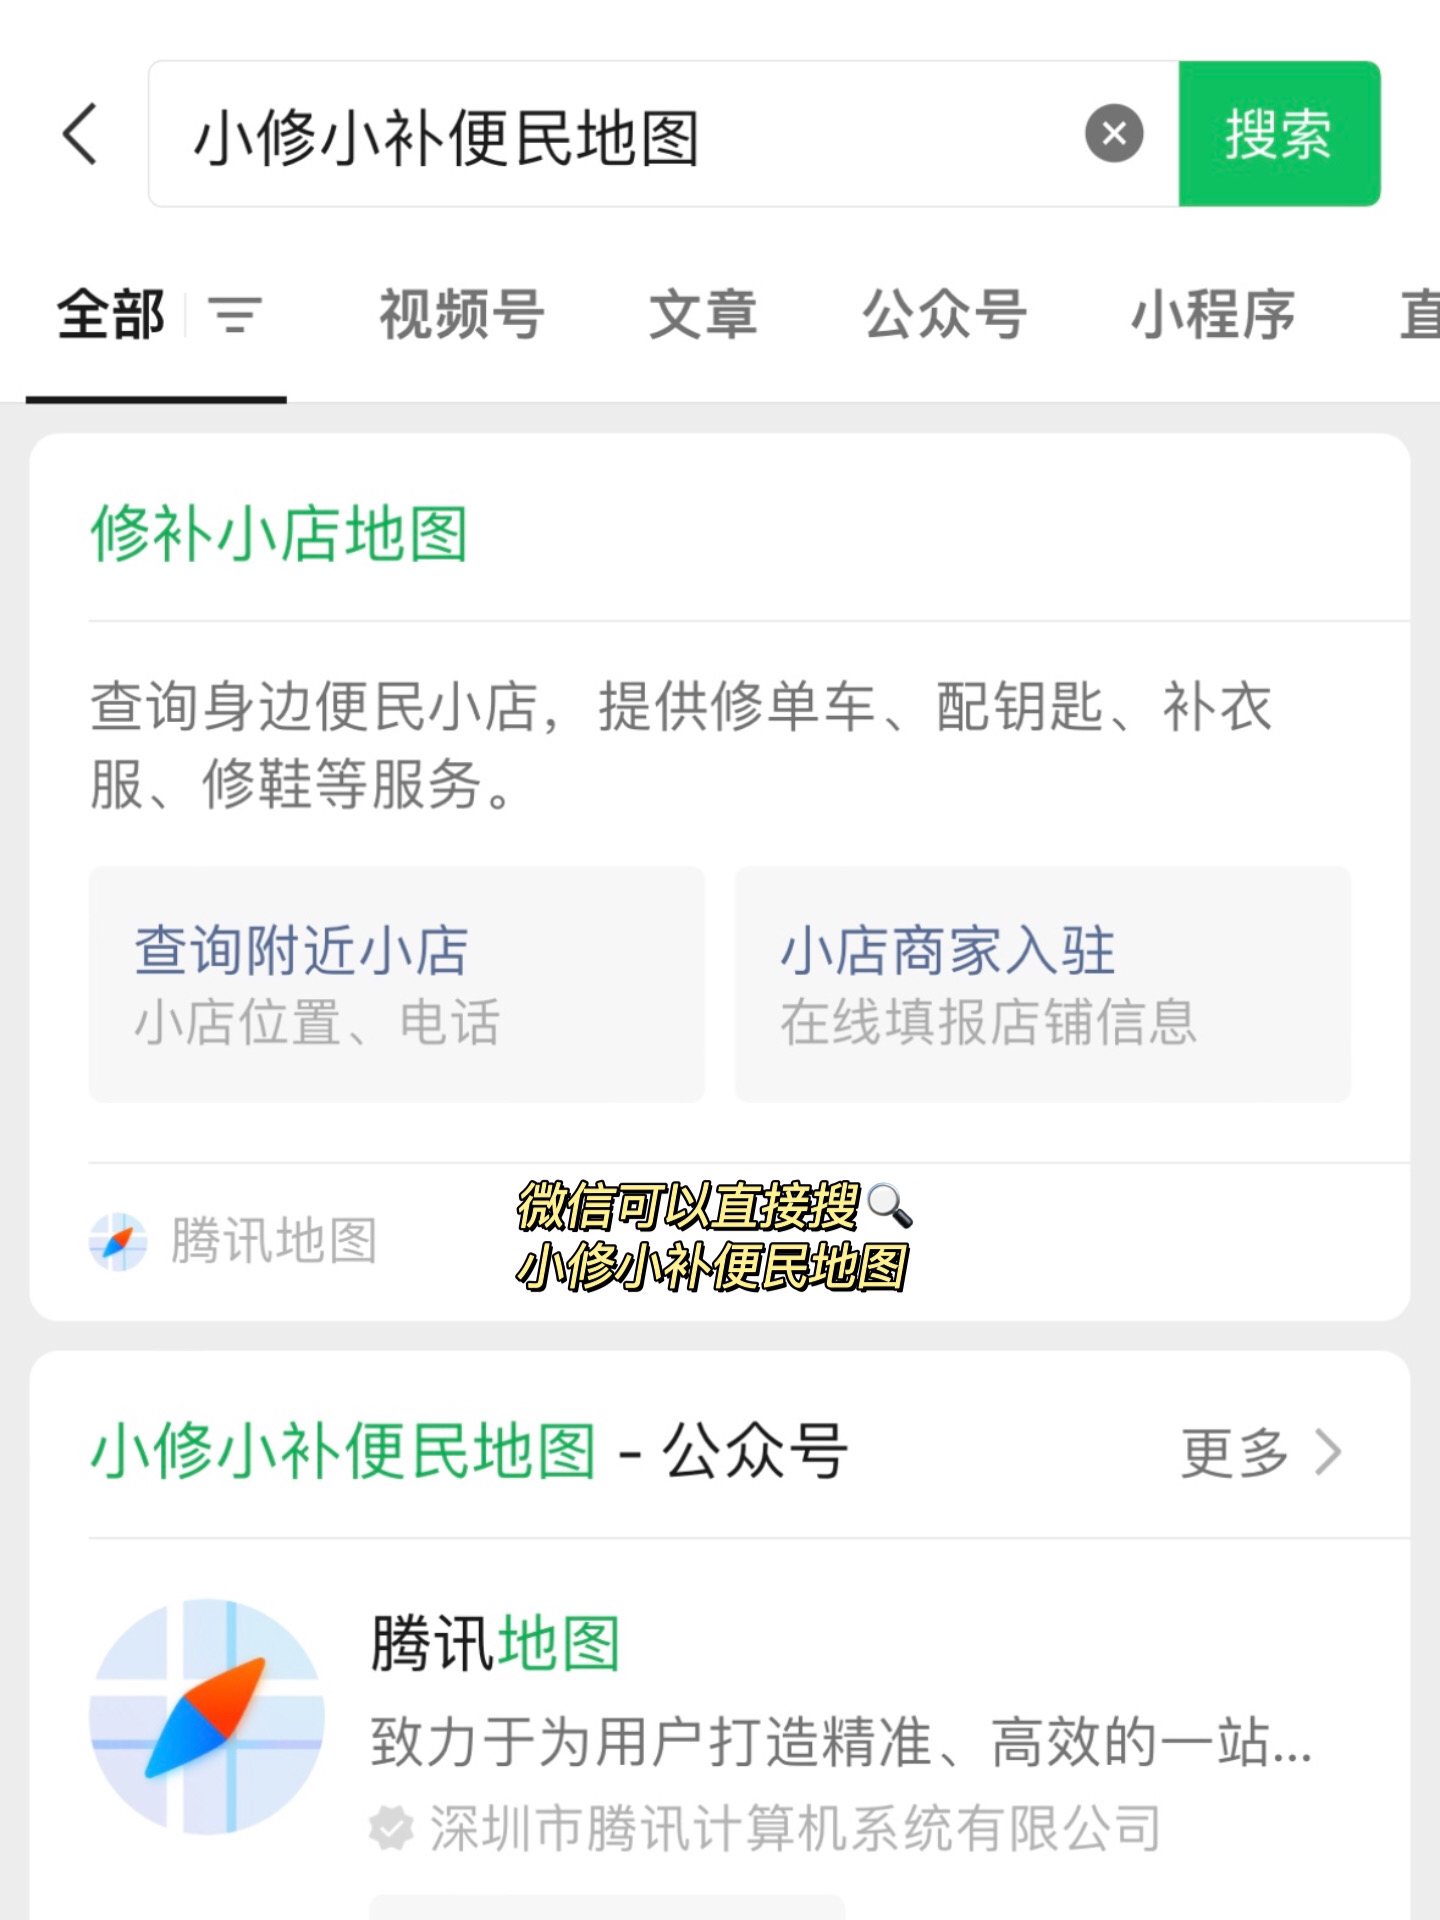 小修小补便民地图
搜索
全部
视频号
文章
公众号
小程序
直
修补小店地图
查询身边便民小店，提供修单车、配钥匙、补衣
服、修鞋等服务。
查询附近小店
小店位置、电话
小店商家入驻
在线填报店铺信息
腾讯地图
微信可以直接搜🔍
小修小补便民地图
小修小补便民地图 - 公众号
更多
腾讯地图
致力于为用户打造精准、高效的一站...
深圳市腾讯计算机系统有限公司